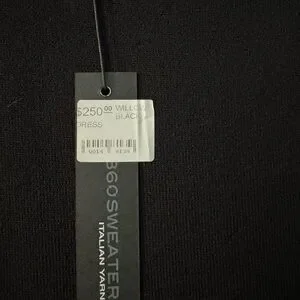 $250.00 WILLOW
BLACK
DRESS
360SWEATER
ITALIAN YARN